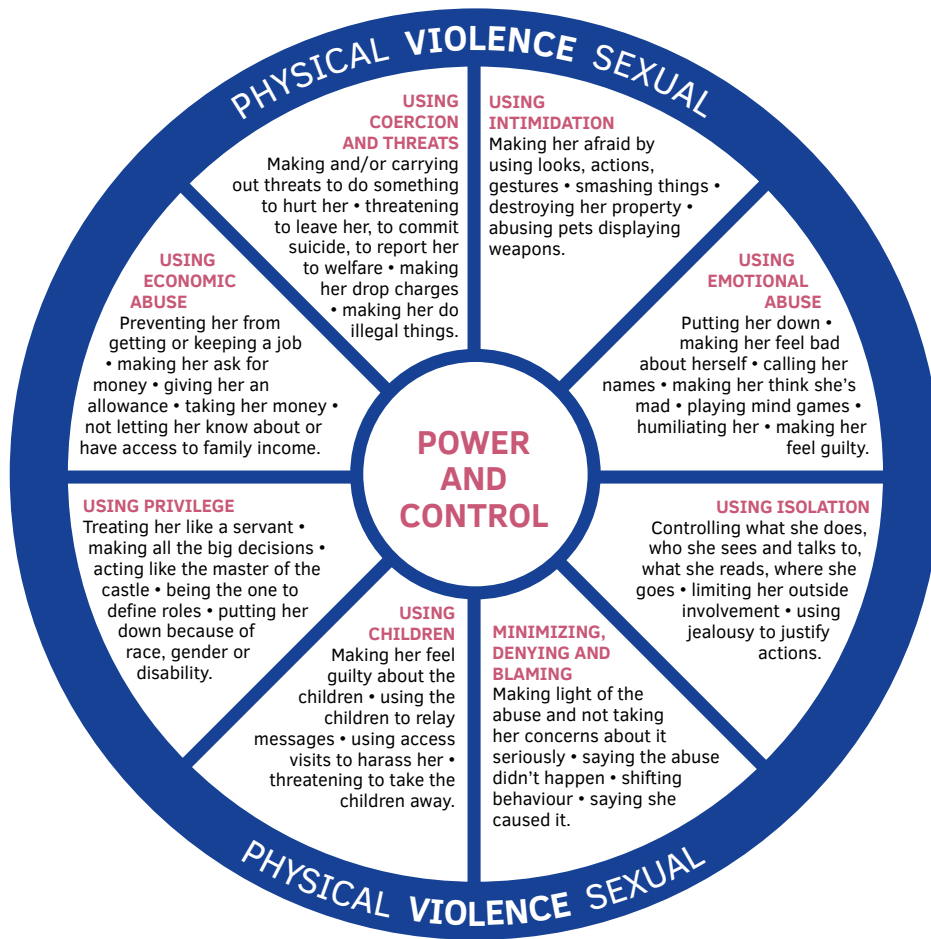 PHYSICAL VIOLENCE SEXUAL
USING
COERCION
AND THREATS
Making and/or carrying
out threats to do something
to hurt her • threatening
to leave her, to commit
suicide, to report her
to welfare • making
her drop charges
• making her do
illegal things.
USING
INTIMIDATION
Making her afraid by
using looks, actions,
gestures • smashing things •
destroying her property •
abusing pets displaying
weapons.
USING
EMOTIONAL
ABUSE
Putting her down •
making her feel bad
about herself • calling her
names • making her think she's
mad • playing mind games •
humiliating her • making her
feel guilty.
USING ISOLATION
Controlling what she does,
who she sees and talks to,
what she reads, where she
goes • limiting her outside
involvement • using
jealousy to justify
actions.
MINIMIZING,
DENYING AND
BLAMING
Making light of the
abuse and not taking
her concerns about it
seriously • saying the abuse
didn't happen • shifting
behaviour • saying she
caused it.
USING
CHILDREN
Making her feel
guilty about the
children • using the
children to relay
messages • using access
visits to harass her •
threatening to take the
children away.
USING PRIVILEGE
Treating her like a servant •
making all the big decisions •
acting like the master of the
castle • being the one to
define roles • putting her
down because of
race, gender or
disability.
USING
ECONOMIC
ABUSE
Preventing her from
getting or keeping a job
• making her ask for
money • giving her an
allowance • taking her money •
not letting her know about or
have access to family income.
POWER
AND
CONTROL
PHYSICAL VIOLENCE SEXUAL